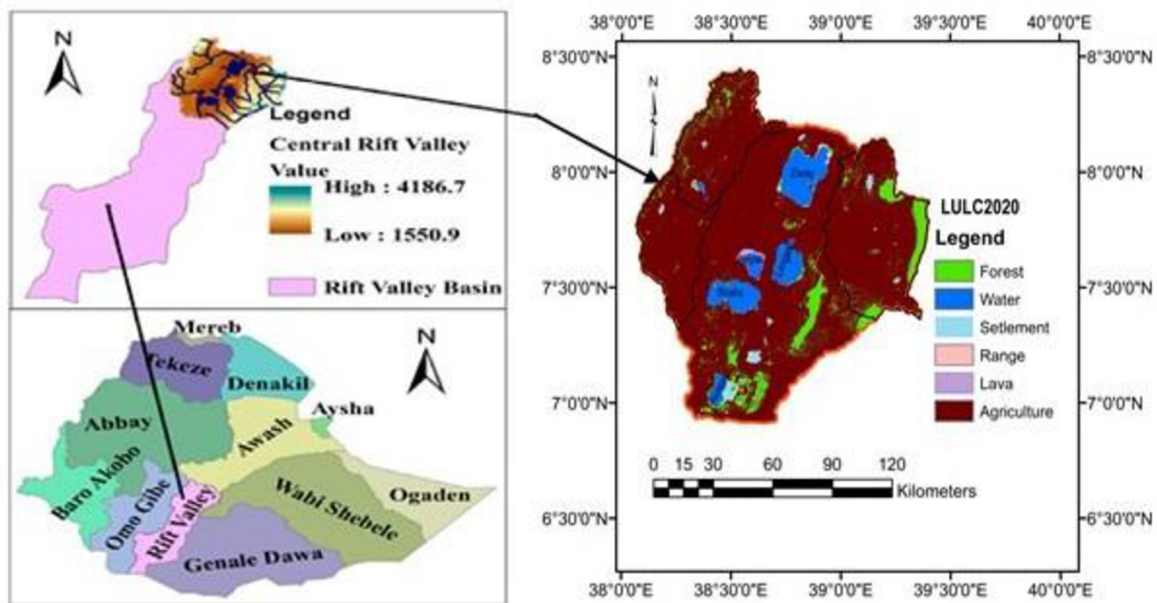 N
Legend
Central Rift Valley
Value
High : 4186.7
Low : 1550.9
Rift Valley Basin
N
Mereb
Tekeze
Denakil
Aysha
Abbay
Awash
Baro Akobo
Omo Gibe
Rift Valley
Wabi Shebele
Ogaden
Genale Dawa
38°0'0"N 38°30'0"N 39°0'0"N 39°30'0"N 40°0'0"N
8°30'0"N 8°30'0"N
N
8°0'0"N 8°0'0"N
LULC2020
Legend
Forest
Water
Setlement
Range
Lava
Agriculture
7°30'0"N 7°30'0"N
7°0'0"N 7°0'0"N
0 15 30 60 90 120
Kilometers
6°30'0"N 6°30'0"N
38°0'0"N 38°30'0"N 39°0'0"N 39°30'0"N 40°0'0"N